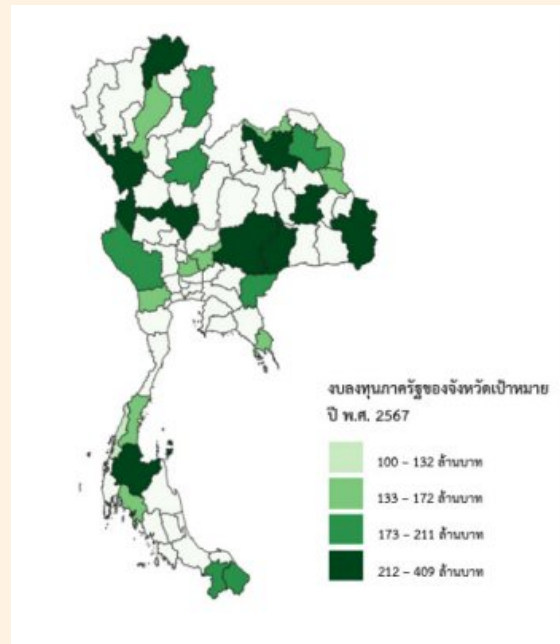 งบลงทุนภาครัฐของจังหวัดเป้าหมาย
ปี พ.ศ. 2567
100 – 132 ล้านบาท
133 – 172 ล้านบาท
173 – 211 ล้านบาท
212 – 409 ล้านบาท